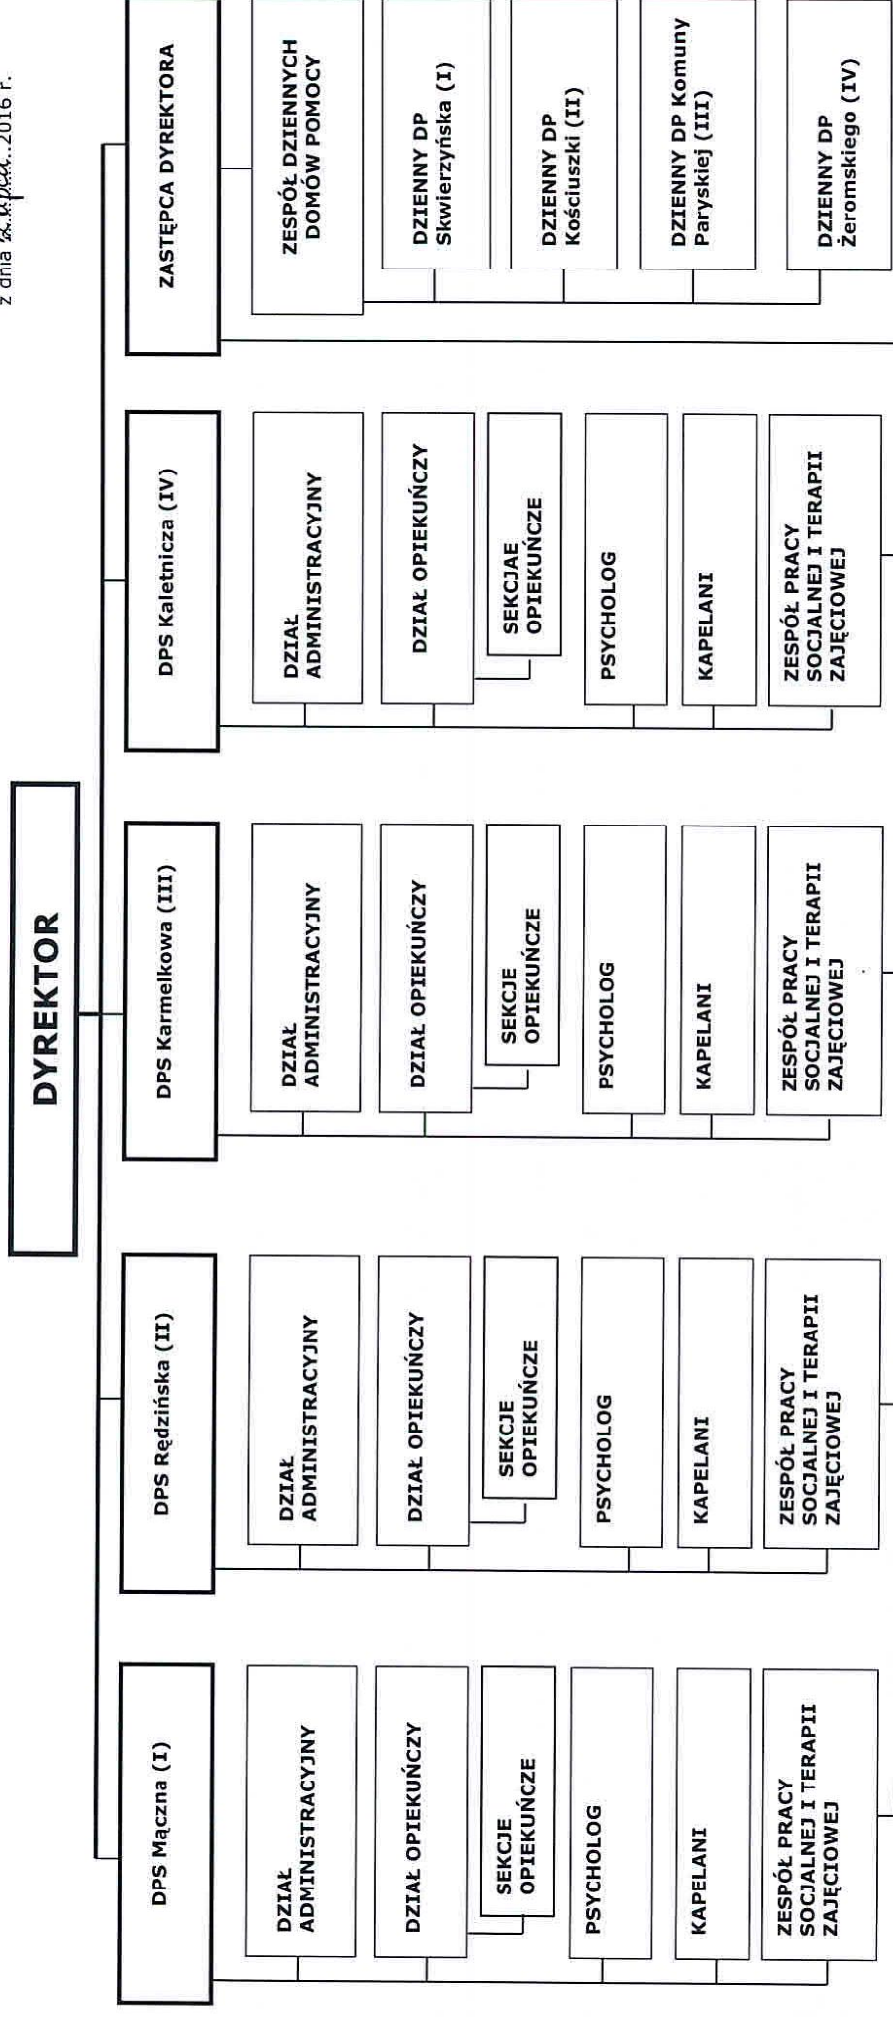 z dnia 2016 r.
DYREKTOR
DPS Mączna (I)
DZIAŁ
ADMINISTRACYJNY
DZIAŁ OPIEKUŃCZY
SEKCJE
OPIEKUŃCZE
PSYCHOLOG
KAPELANI
ZESPÓŁ PRACY
SOCJALNEJ I TERAPII
ZAJĘCIOWEJ
DPS Rędzińska (II)
DZIAŁ
ADMINISTRACYJNY
DZIAŁ OPIEKUŃCZY
SEKCJE
OPIEKUŃCZE
PSYCHOLOG
KAPELANI
ZESPÓŁ PRACY
SOCJALNEJ I TERAPII
ZAJĘCIOWEJ
DPS Karmelkowa (III)
DZIAŁ
ADMINISTRACYJNY
DZIAŁ OPIEKUŃCZY
SEKCJE
OPIEKUŃCZE
PSYCHOLOG
KAPELANI
ZESPÓŁ PRACY
SOCJALNEJ I TERAPII
ZAJĘCIOWEJ
DPS Kaletnicza (IV)
DZIAŁ
ADMINISTRACYJNY
DZIAŁ OPIEKUŃCZY
SEKCJAE
OPIEKUŃCZE
PSYCHOLOG
KAPELANI
ZESPÓŁ PRACY
SOCJALNEJ I TERAPII
ZAJĘCIOWEJ
ZASTĘPCA DYREKTORA
ZESPÓŁ DZIENNYCH
DOMÓW POMOCY
DZIENNY DP
Skwierzyńska (I)
DZIENNY DP
Kościuszki (II)
DZIENNY DP Komuny
Paryskiej (III)
DZIENNY DP
Żeromskiego (IV)